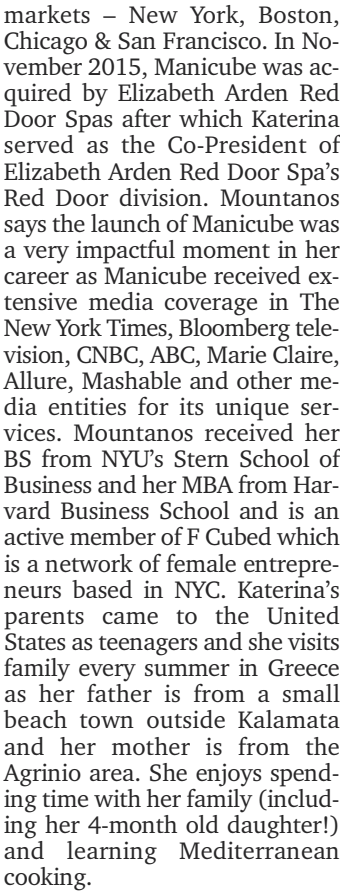 markets – New York, Boston,
Chicago & San Francisco. In No-
vember 2015, Manicube was ac-
quired by Elizabeth Arden Red
Door Spas after which Katerina
served as the Co-President of
Elizabeth Arden Red Door Spa’s
Red Door division. Mountanos
says the launch of Manicube was
a very impactful moment in her
career as Manicube received ex-
tensive media coverage in The
New York Times, Bloomberg tele-
vision, CNBC, ABC, Marie Claire,
Allure, Mashable and other me-
dia entities for its unique ser-
vices. Mountanos received her
BS from NYU’s Stern School of
Business and her MBA from Har-
vard Business School and is an
active member of F Cubed which
is a network of female entrepre-
neurs based in NYC. Katerina’s
parents came to the United
States as teenagers and she visits
family every summer in Greece
as her father is from a small
beach town outside Kalamata
and her mother is from the
Agrinio area. She enjoys spend-
ing time with her family (includ-
ing her 4-month old daughter!)
and learning Mediterranean
cooking.